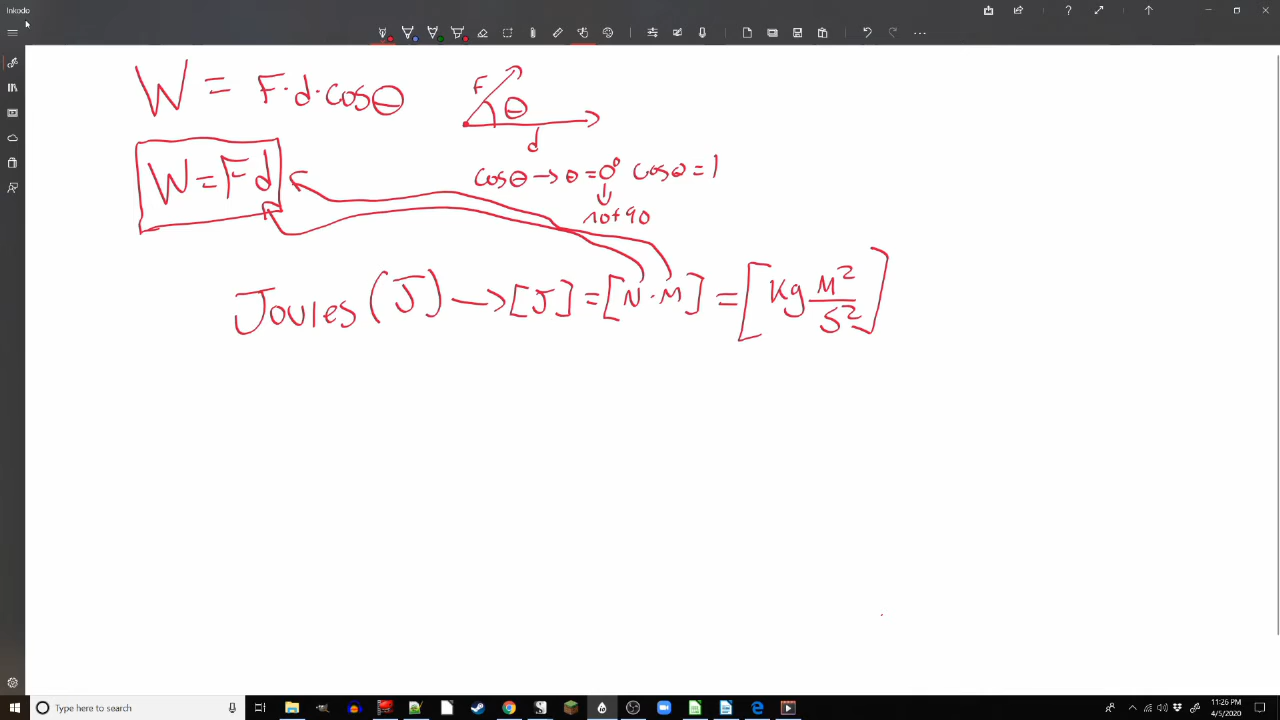 Inkodo
W = F·d·cosθ
F
θ
d
W = Fd
cosθ → θ = 0° cosθ = 1
not 90
Joules (J) → [J] = [N·M] = [Kg M²/S²]
Type here to search
11:26 PM
4/5/2020